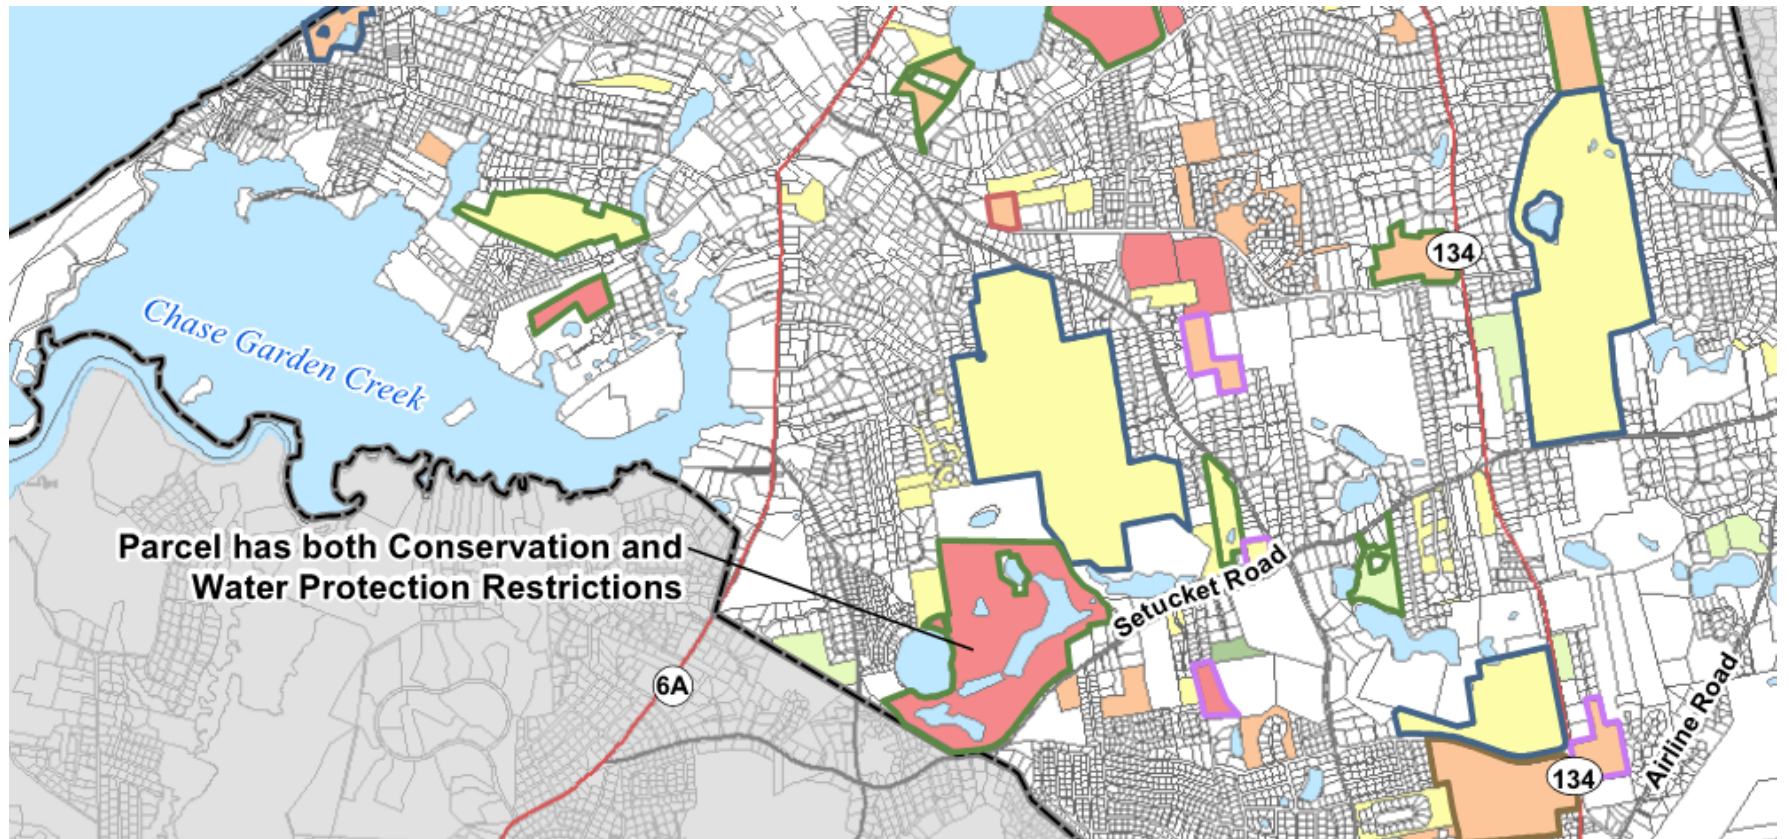 134
Chase Garden Creek
Parcel has both Conservation and
Water Protection Restrictions
Setucket Road
6A
Airline Road
134